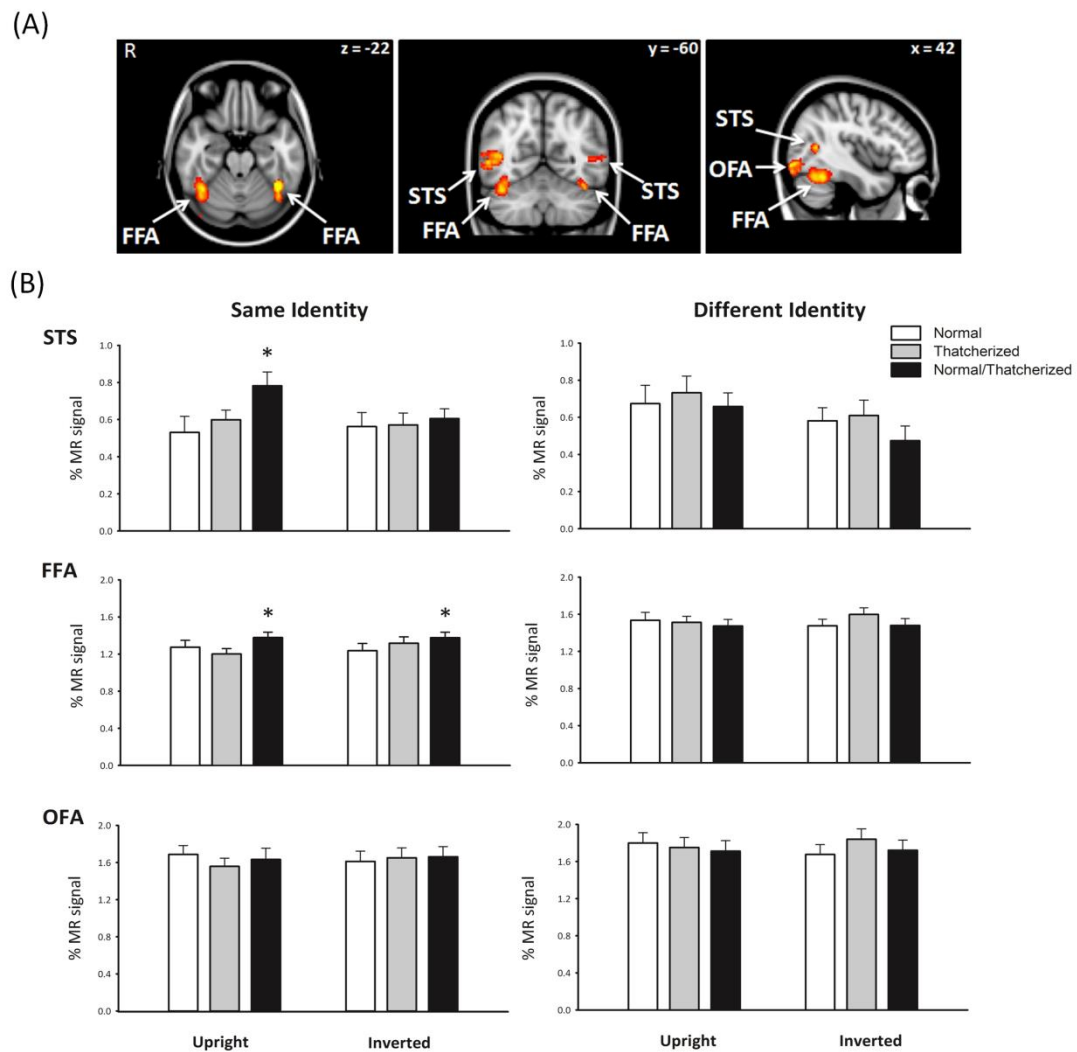 (A)
R
z = -22
FFA
FFA
y = -60
STS
STS
FFA
FFA
x = 42
STS
OFA
FFA
(B)
Same Identity
Different Identity
Normal
Thatcherized
Normal/Thatcherized
STS
% MR signal
1.0
0.8
*
0.6
0.4
0.2
0.0
% MR signal
1.0
0.8
0.6
0.4
0.2
0.0
FFA
% MR signal
2.0
1.6
* *
1.2
0.8
0.4
0.0
% MR signal
2.0
1.6
1.2
0.8
0.4
0.0
OFA
% MR signal
2.0
1.6
1.2
0.8
0.4
0.0
Upright Inverted
% MR signal
2.0
1.6
1.2
0.8
0.4
0.0
Upright Inverted